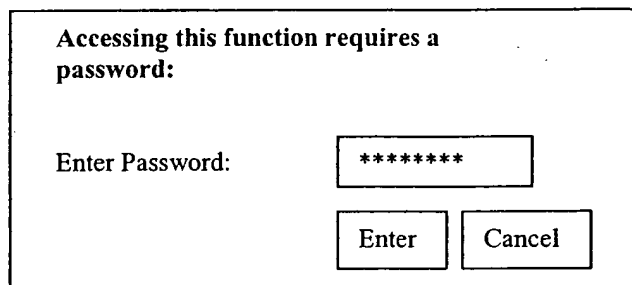 Accessing this function requires a
password:
Enter Password:
********
Enter
Cancel